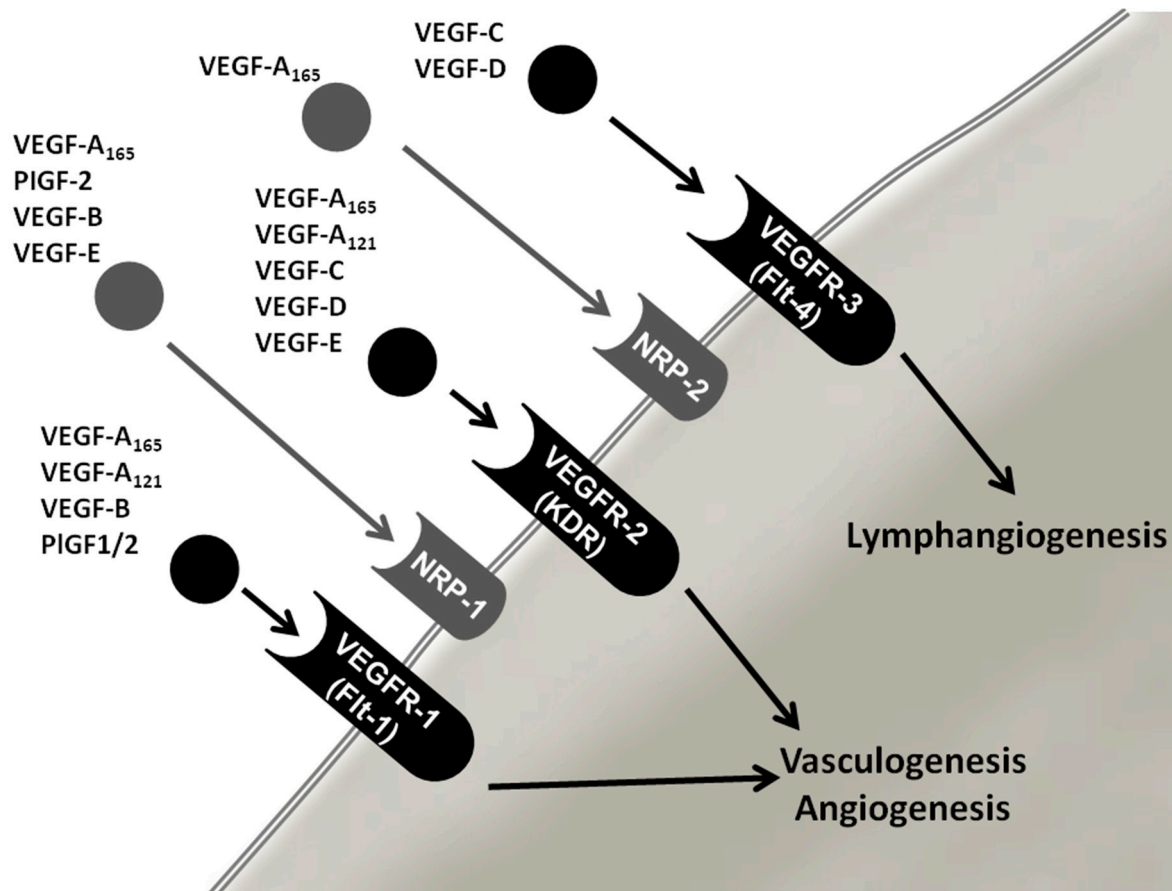 VEGF-C
VEGF-D
VEGF-A₁₆₅
VEGF-A₁₆₅
PlGF-2
VEGF-B
VEGF-E
VEGF-A₁₆₅
VEGF-A₁₂₁
VEGF-C
VEGF-D
VEGF-E
VEGF-A₁₆₅
VEGF-A₁₂₁
VEGF-B
PlGF1/2
VEGFR-3
(Flt-4)
NRP-2
VEGFR-2
(KDR)
NRP-1
VEGFR-1
(Flt-1)
Lymphangiogenesis
Vasculogenesis
Angiogenesis